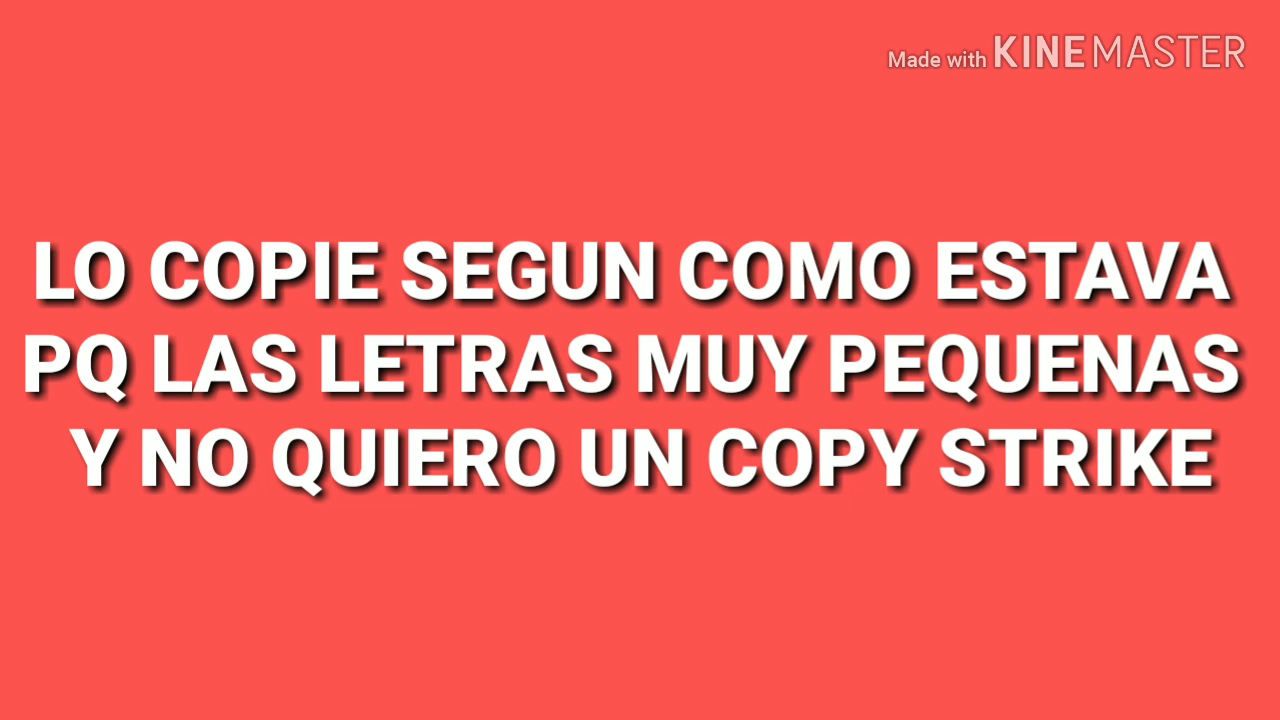 Made with KINEMASTER
LO COPIE SEGUN COMO ESTAVA
PQ LAS LETRAS MUY PEQUENAS
Y NO QUIERO UN COPY STRIKE